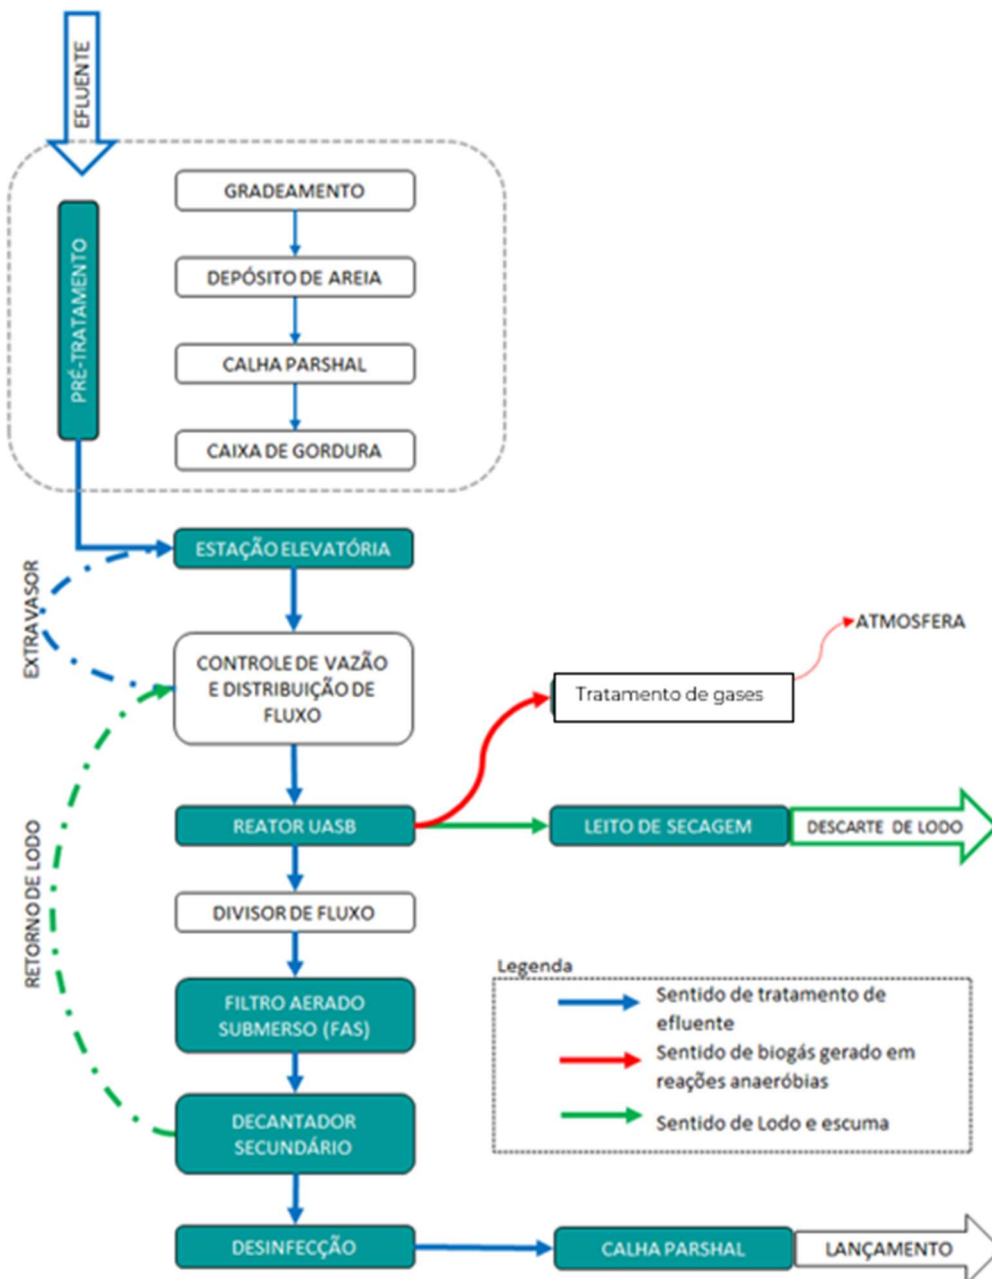 EFLUENTE
PRÉ-TRATAMENTO
GRADEAMENTO
DEPÓSITO DE AREIA
CALHA PARSHAL
CAIXA DE GORDURA
ESTAÇÃO ELEVATÓRIA
EXTRAVASOR
CONTROLE DE VAZÃO
E DISTRIBUIÇÃO DE
FLUXO
ATMOSFERA
Tratamento de gases
REATOR UASB
LEITO DE SECAGEM
DESCARTE DE LODO
RETORNO DE LODO
DIVISOR DE FLUXO
FILTRO AERADO
SUBMERSO (FAS)
DECANTADOR
SECUNDÁRIO
Legenda
Sentido de tratamento de
efluente
Sentido de biogás gerado em
reações anaeróbias
Sentido de Lodo e escuma
DESINFECÇÃO
CALHA PARSHAL
LANÇAMENTO